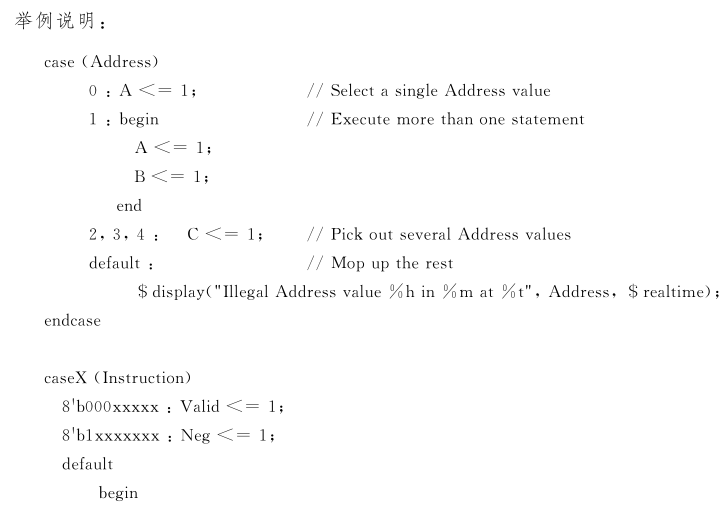 举例说明：
case (Address)
0 : A <= 1; // Select a single Address value
1 : begin // Execute more than one statement
A <= 1;
B <= 1;
end
2, 3, 4 : C <= 1; // Pick out several Address values
default : // Mop up the rest
$ display("Illegal Address value %h in %m at %t", Address, $ realtime);
endcase
caseX (Instruction)
8'b000xxxxx : Valid <= 1;
8'b1xxxxxxx : Neg <= 1;
default
begin